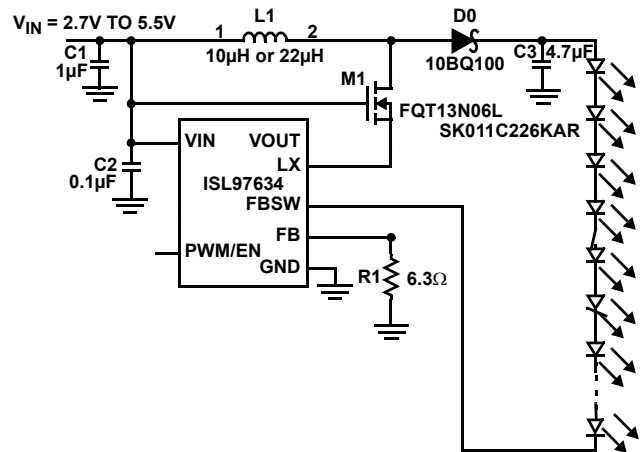 VIN = 2.7V TO 5.5V
L1
D0
C1
1µF
1
2
10µH or 22µH
10BQ100
C3
4.7µF
M1
FQT13N06L
SK011C226KAR
VIN
VOUT
LX
C2
0.1µF
ISL97634
FBSW
FB
PWM/EN
GND
R1
6.3Ω